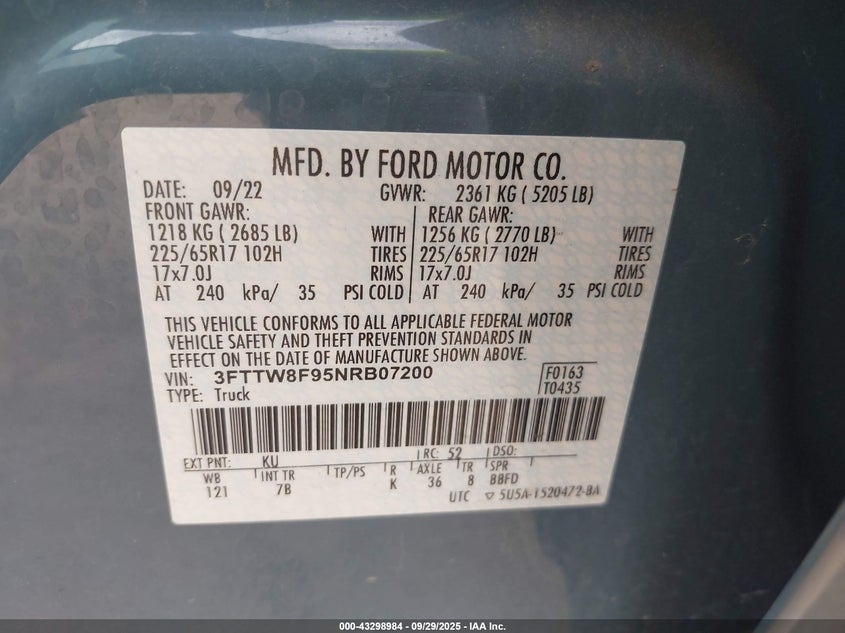 MFD. BY FORD MOTOR CO.
DATE: 09/22 GVWR: 2361 KG ( 5205 LB)
FRONT GAWR: REAR GAWR:
1218 KG ( 2685 LB) WITH 1256 KG ( 2770 LB) WITH
225/65R17 102H TIRES 225/65R17 102H TIRES
17x7.0J RIMS 17x7.0J RIMS
AT 240 kPa/ 35 PSI COLD AT 240 kPa/ 35 PSI COLD
THIS VEHICLE CONFORMS TO ALL APPLICABLE FEDERAL MOTOR
VEHICLE SAFETY AND THEFT PREVENTION STANDARDS IN
EFFECT ON THE DATE OF MANUFACTURE SHOWN ABOVE.
VIN: 3FTTW8F95NRB07200 F0163
TYPE: Truck T0435
EXT PNT: KU RC: 52 DSO:
WB INT TR TP/PS R AXLE TR SPR
121 7B K 36 8 BBFD
UTC ▽ 5U5A-1520472-BA
000-43298984 | 09/29/2025 - IAA Inc.